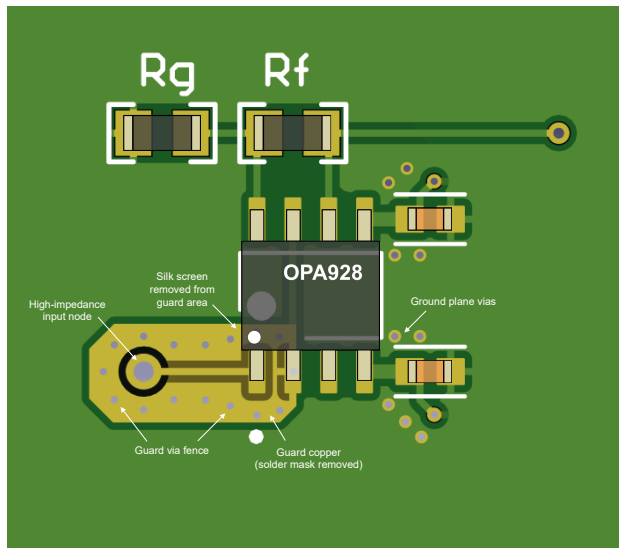 Rg
Rf
OPA928
Silk screen
removed from
guard area
High-impedance
input node
Ground plane vias
Guard via fence
Guard copper
(solder mask removed)